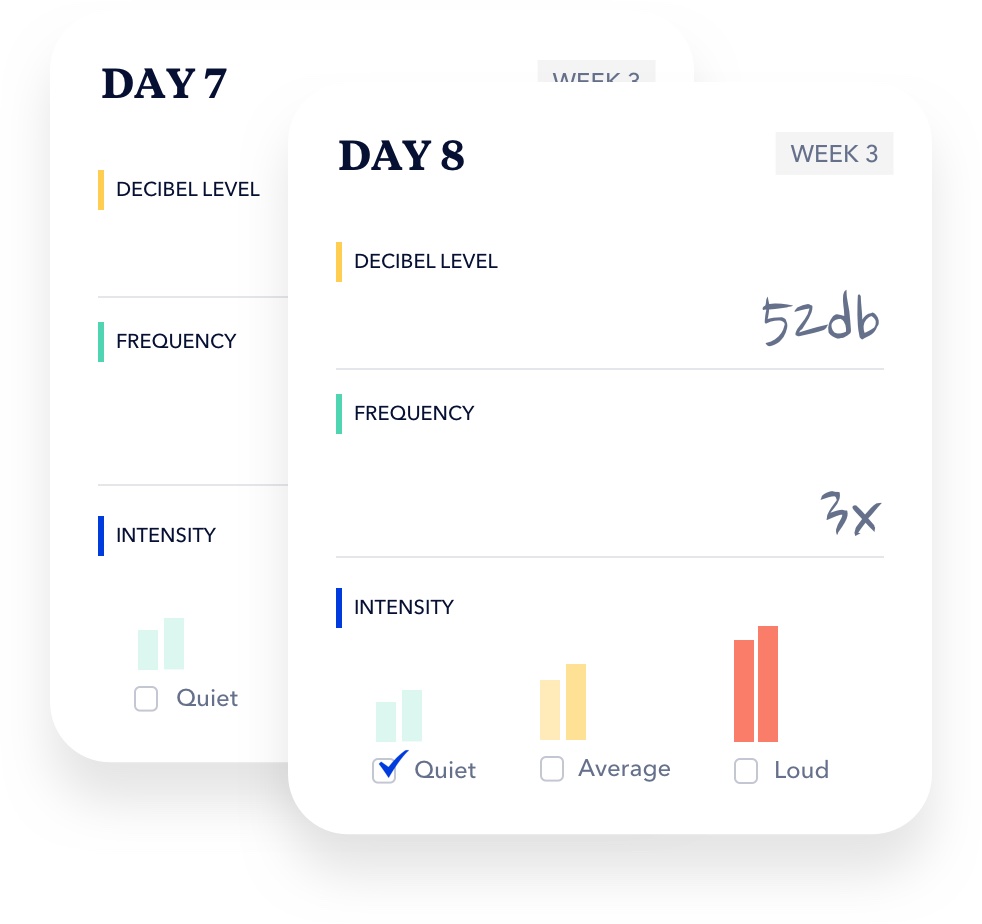 DAY 7
WEEK 3
DECIBEL LEVEL
FREQUENCY
INTENSITY
Quiet
DAY 8
WEEK 3
DECIBEL LEVEL
52db
FREQUENCY
3x
INTENSITY
Quiet Average Loud